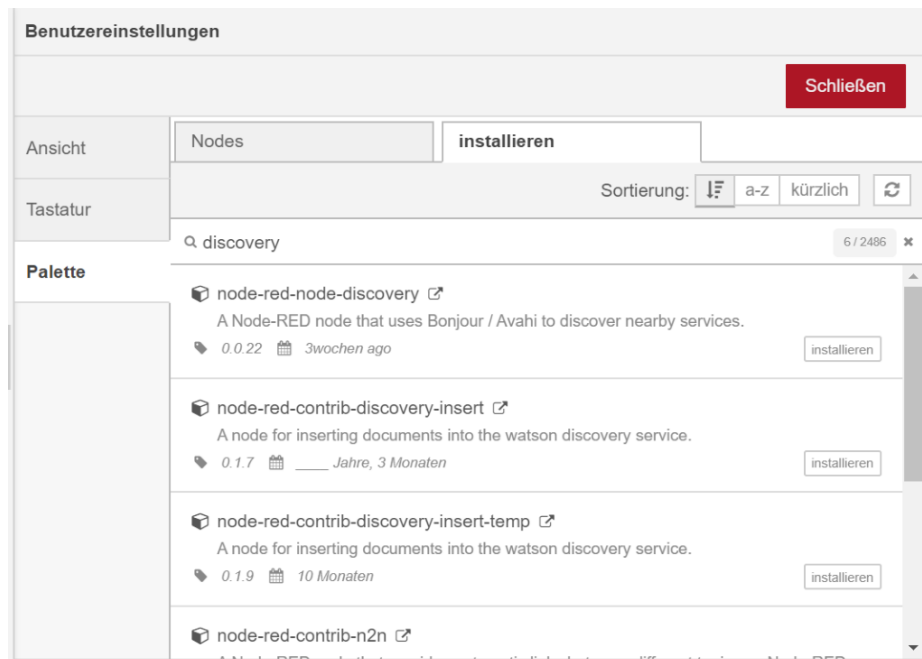 Benutzereinstellungen
Schließen
Ansicht
Tastatur
Palette
Nodes
installieren
Sortierung: a-z kürzlich
discovery 6 / 2486
node-red-node-discovery
A Node-RED node that uses Bonjour / Avahi to discover nearby services.
0.0.22 3wochen ago installieren
node-red-contrib-discovery-insert
A node for inserting documents into the watson discovery service.
0.1.7 ____ Jahre, 3 Monaten installieren
node-red-contrib-discovery-insert-temp
A node for inserting documents into the watson discovery service.
0.1.9 10 Monaten installieren
node-red-contrib-n2n